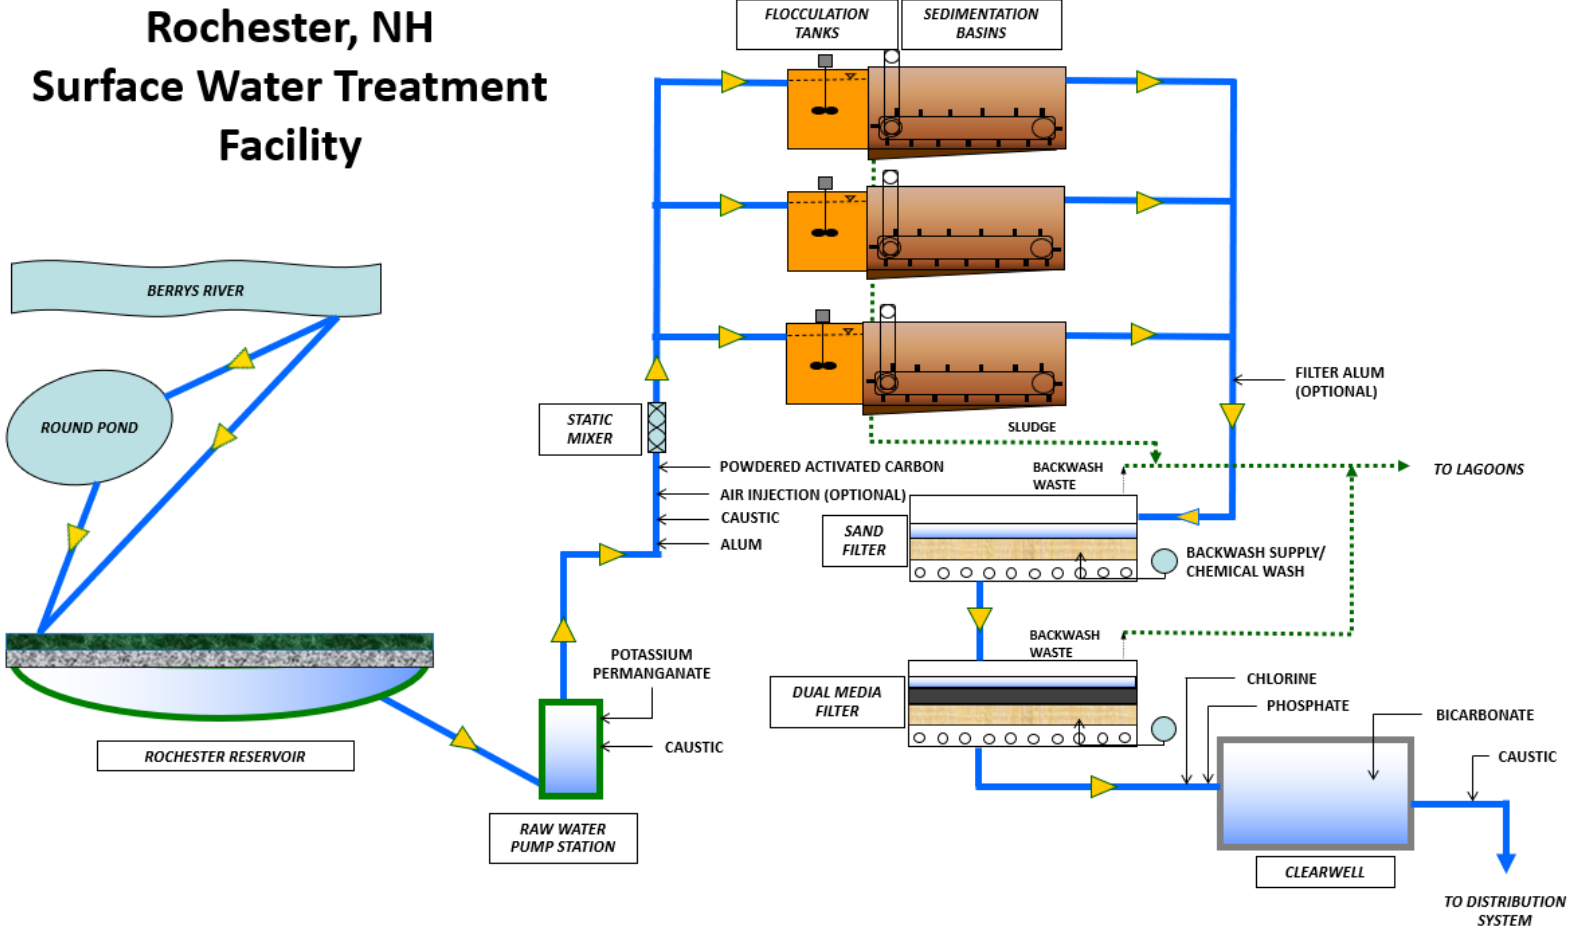 Rochester, NH
Surface Water Treatment
Facility
FLOCCULATION
TANKS
SEDIMENTATION
BASINS
BERRYS RIVER
ROUND POND
FILTER ALUM
(OPTIONAL)
STATIC
MIXER
SLUDGE
POWDERED ACTIVATED CARBON
BACKWASH
WASTE
TO LAGOONS
AIR INJECTION (OPTIONAL)
CAUSTIC
ALUM
SAND
FILTER
BACKWASH SUPPLY/
CHEMICAL WASH
BACKWASH
WASTE
POTASSIUM
PERMANGANATE
CAUSTIC
DUAL MEDIA
FILTER
CHLORINE
PHOSPHATE
BICARBONATE
CAUSTIC
ROCHESTER RESERVOIR
RAW WATER
PUMP STATION
CLEARWELL
TO DISTRIBUTION
SYSTEM